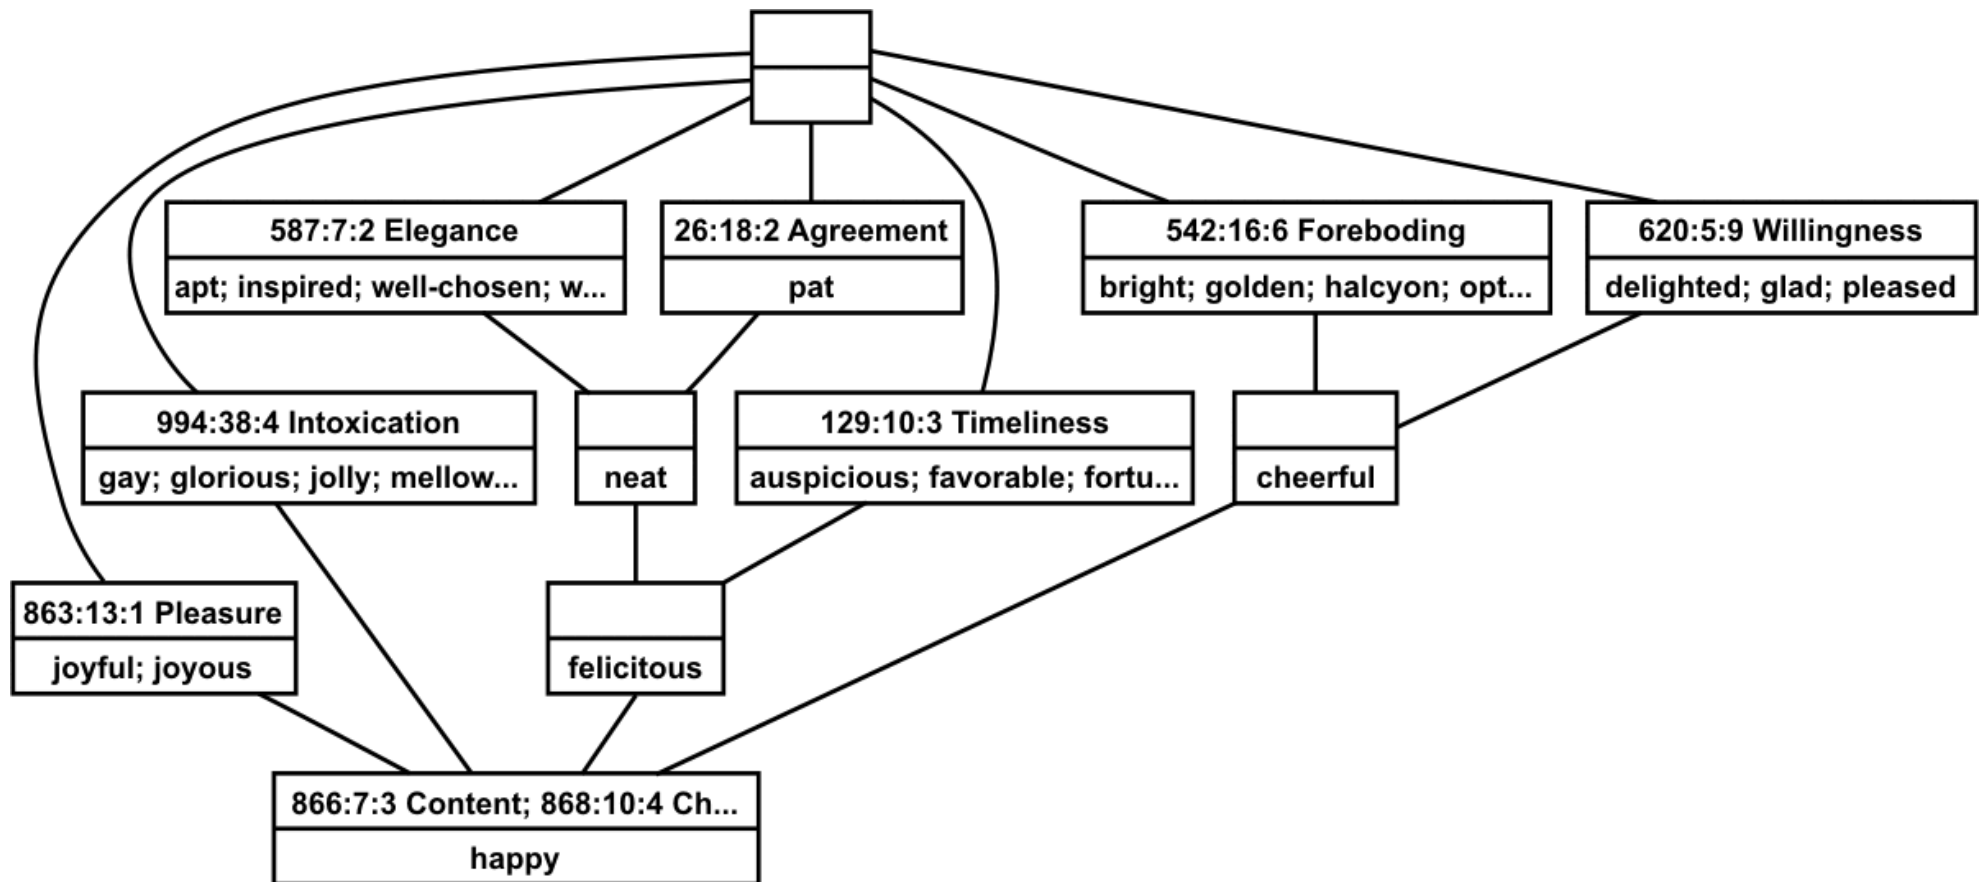 587:7:2 Elegance
apt; inspired; well-chosen; w...
26:18:2 Agreement
pat
542:16:6 Foreboding
bright; golden; halcyon; opt...
620:5:9 Willingness
delighted; glad; pleased
994:38:4 Intoxication
gay; glorious; jolly; mellow...
neat
129:10:3 Timeliness
auspicious; favorable; fortu...
cheerful
863:13:1 Pleasure
joyful; joyous
felicitous
866:7:3 Content; 868:10:4 Ch...
happy